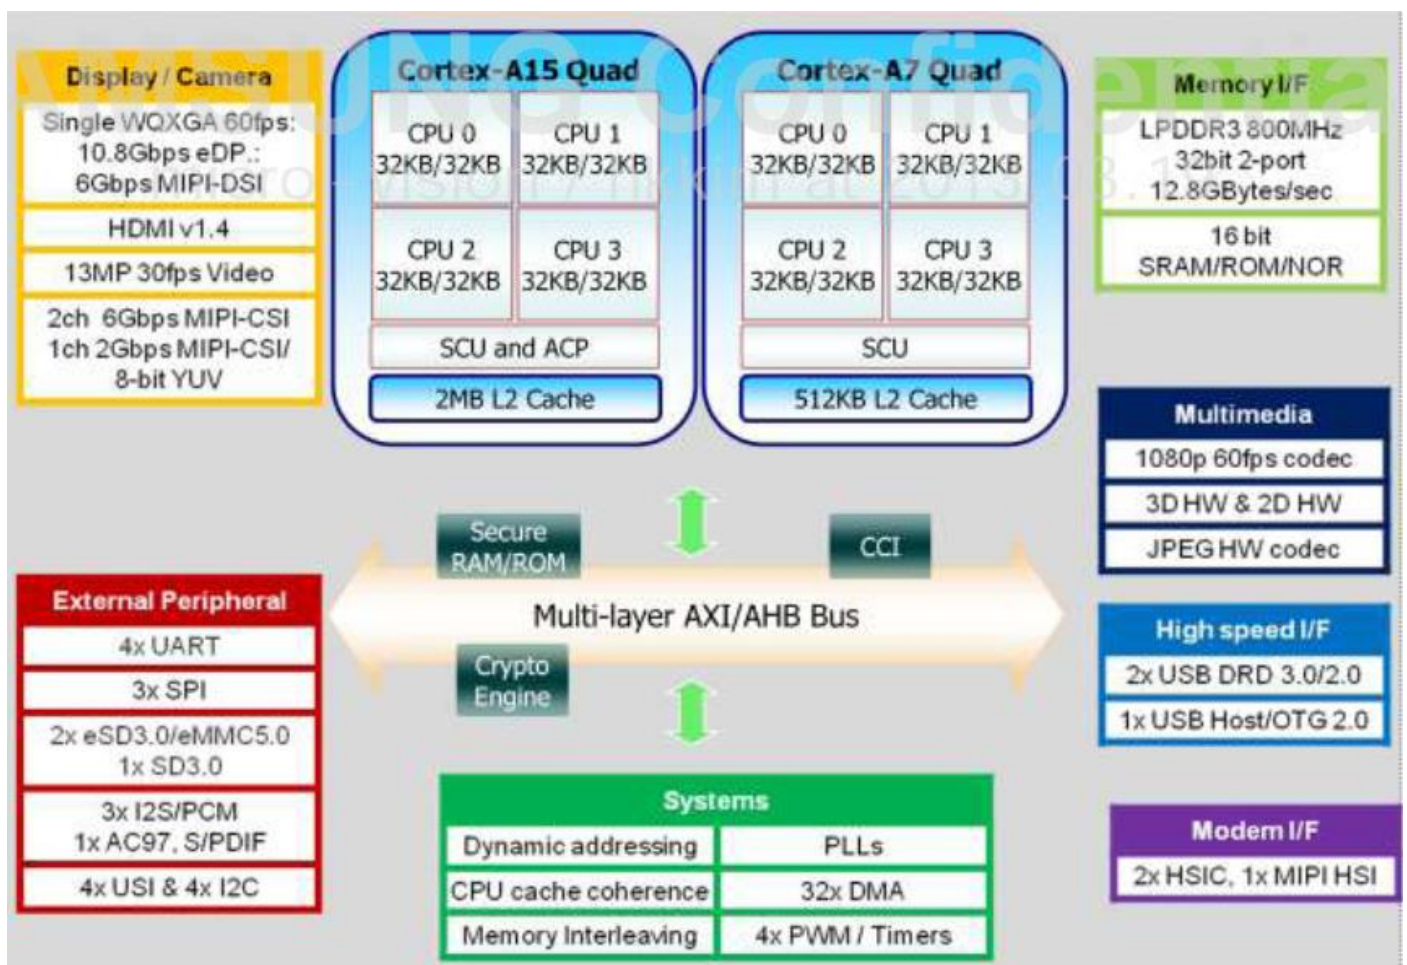 SAMSUNG Confidential
Display / Camera
Single WQXGA 60fps:
10.8Gbps eDP.:
6Gbps MIPI-DSI
HDMI v1.4
13MP 30fps Video
2ch 6Gbps MIPI-CSI
1ch 2Gbps MIPI-CSI/
8-bit YUV
Cortex-A15 Quad
CPU 0
32KB/32KB
CPU 1
32KB/32KB
CPU 2
32KB/32KB
CPU 3
32KB/32KB
SCU and ACP
2MB L2 Cache
Cortex-A7 Quad
CPU 0
32KB/32KB
CPU 1
32KB/32KB
CPU 2
32KB/32KB
CPU 3
32KB/32KB
SCU
512KB L2 Cache
Memory I/F
LPDDR3 800MHz
32bit 2-port
12.8GBytes/sec
16 bit
SRAM/ROM/NOR
Multimedia
1080p 60fps codec
3D HW & 2D HW
JPEG HW codec
Secure
RAM/ROM
CCI
Multi-layer AXI/AHB Bus
Crypto
Engine
External Peripheral
4x UART
3x SPI
2x eSD3.0/eMMC5.0
1x SD3.0
3x I2S/PCM
1x AC97, S/PDIF
4x USI & 4x I2C
High speed I/F
2x USB DRD 3.0/2.0
1x USB Host/OTG 2.0
Systems
Dynamic addressing
PLLs
CPU cache coherence
32x DMA
Memory Interleaving
4x PWM / Timers
Modem I/F
2x HSIC, 1x MIPI HSI